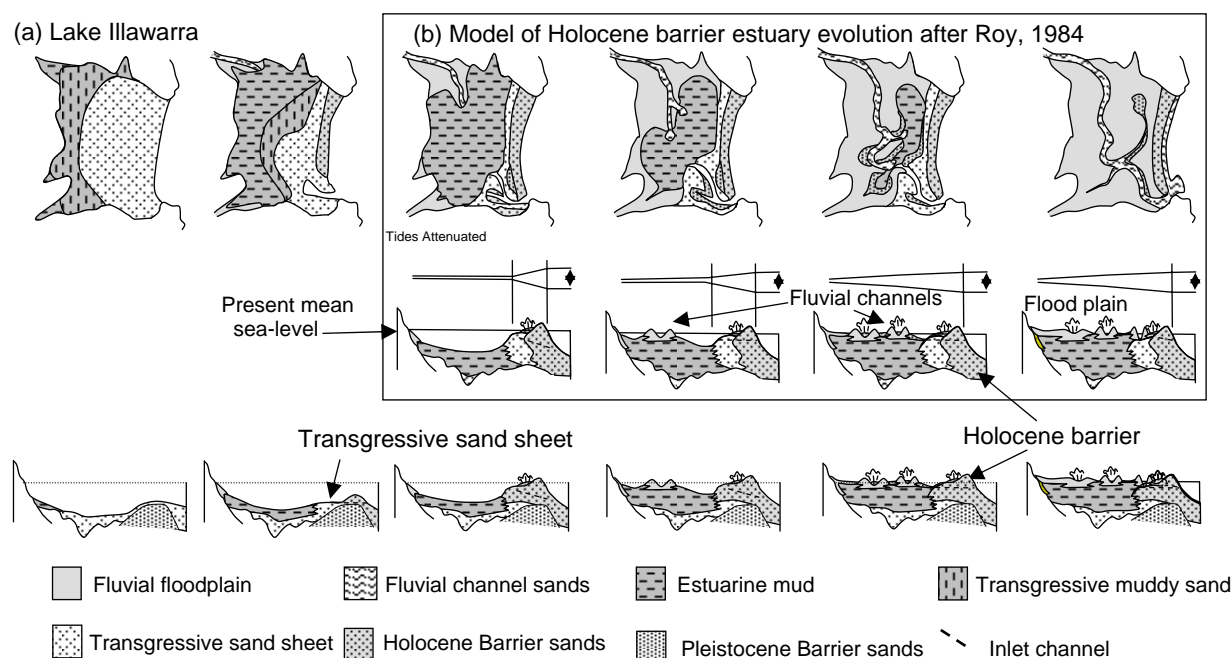 (a) Lake Illawarra
(b) Model of Holocene barrier estuary evolution after Roy, 1984
Tides Attenuated
Present mean
sea-level
Fluvial channels
Flood plain
Transgressive sand sheet
Holocene barrier
Fluvial floodplain
Fluvial channel sands
Estuarine mud
Transgressive muddy sand
Transgressive sand sheet
Holocene Barrier sands
Pleistocene Barrier sands
Inlet channel